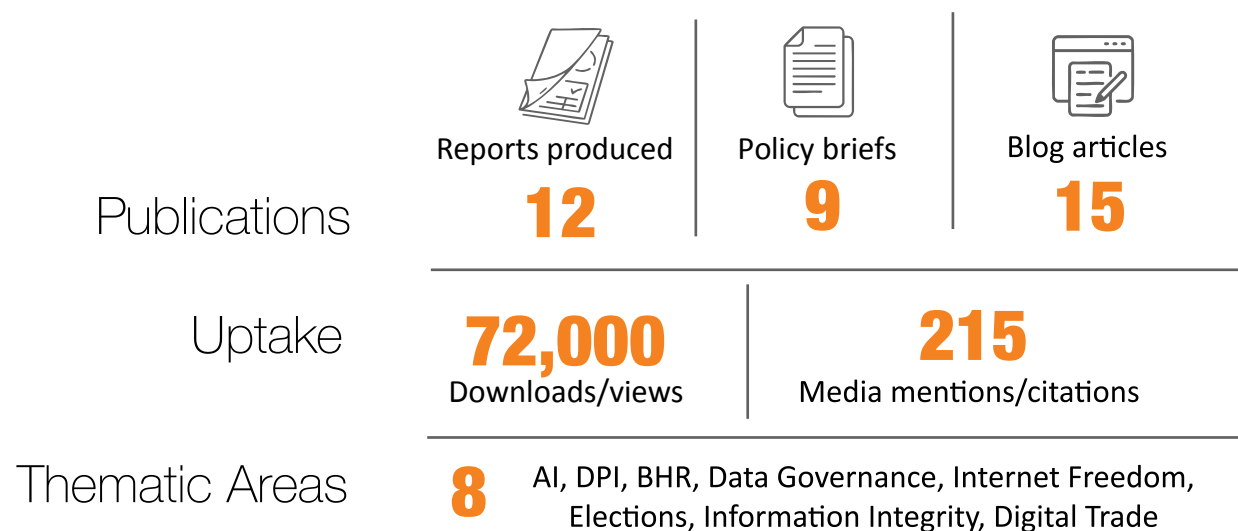 Publications
Reports produced
12
Policy briefs
9
Blog articles
15
Uptake
72,000
Downloads/views
215
Media mentions/citations
Thematic Areas
8
AI, DPI, BHR, Data Governance, Internet Freedom,
Elections, Information Integrity, Digital Trade